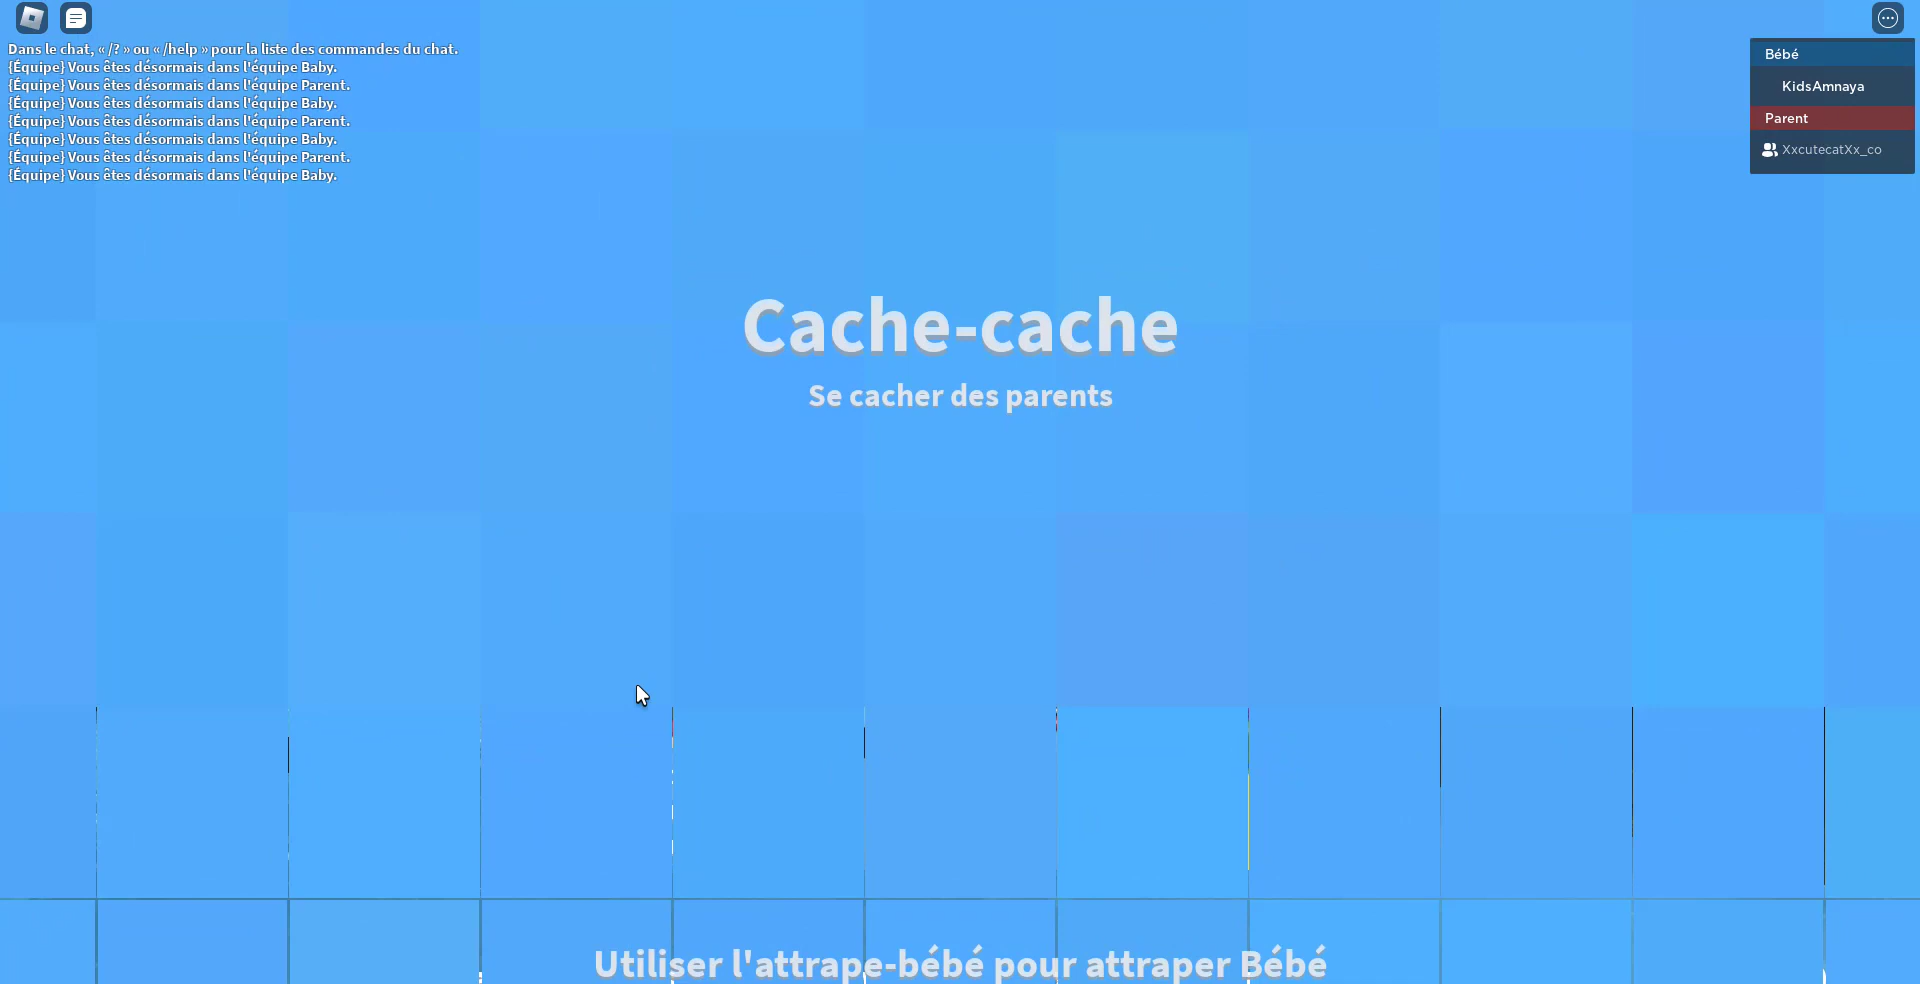 Dans le chat, « /? » ou « /help » pour la liste des commandes du chat.
{Équipe} Vous êtes désormais dans l'équipe Baby.
{Équipe} Vous êtes désormais dans l'équipe Parent.
{Équipe} Vous êtes désormais dans l'équipe Baby.
{Équipe} Vous êtes désormais dans l'équipe Parent.
{Équipe} Vous êtes désormais dans l'équipe Baby.
{Équipe} Vous êtes désormais dans l'équipe Parent.
{Équipe} Vous êtes désormais dans l'équipe Baby.
Bébé
KidsAmnaya
Parent
XxcutecatXx_co
Cache-cache
Se cacher des parents
Utiliser l'attrape-bébé pour attraper Bébé